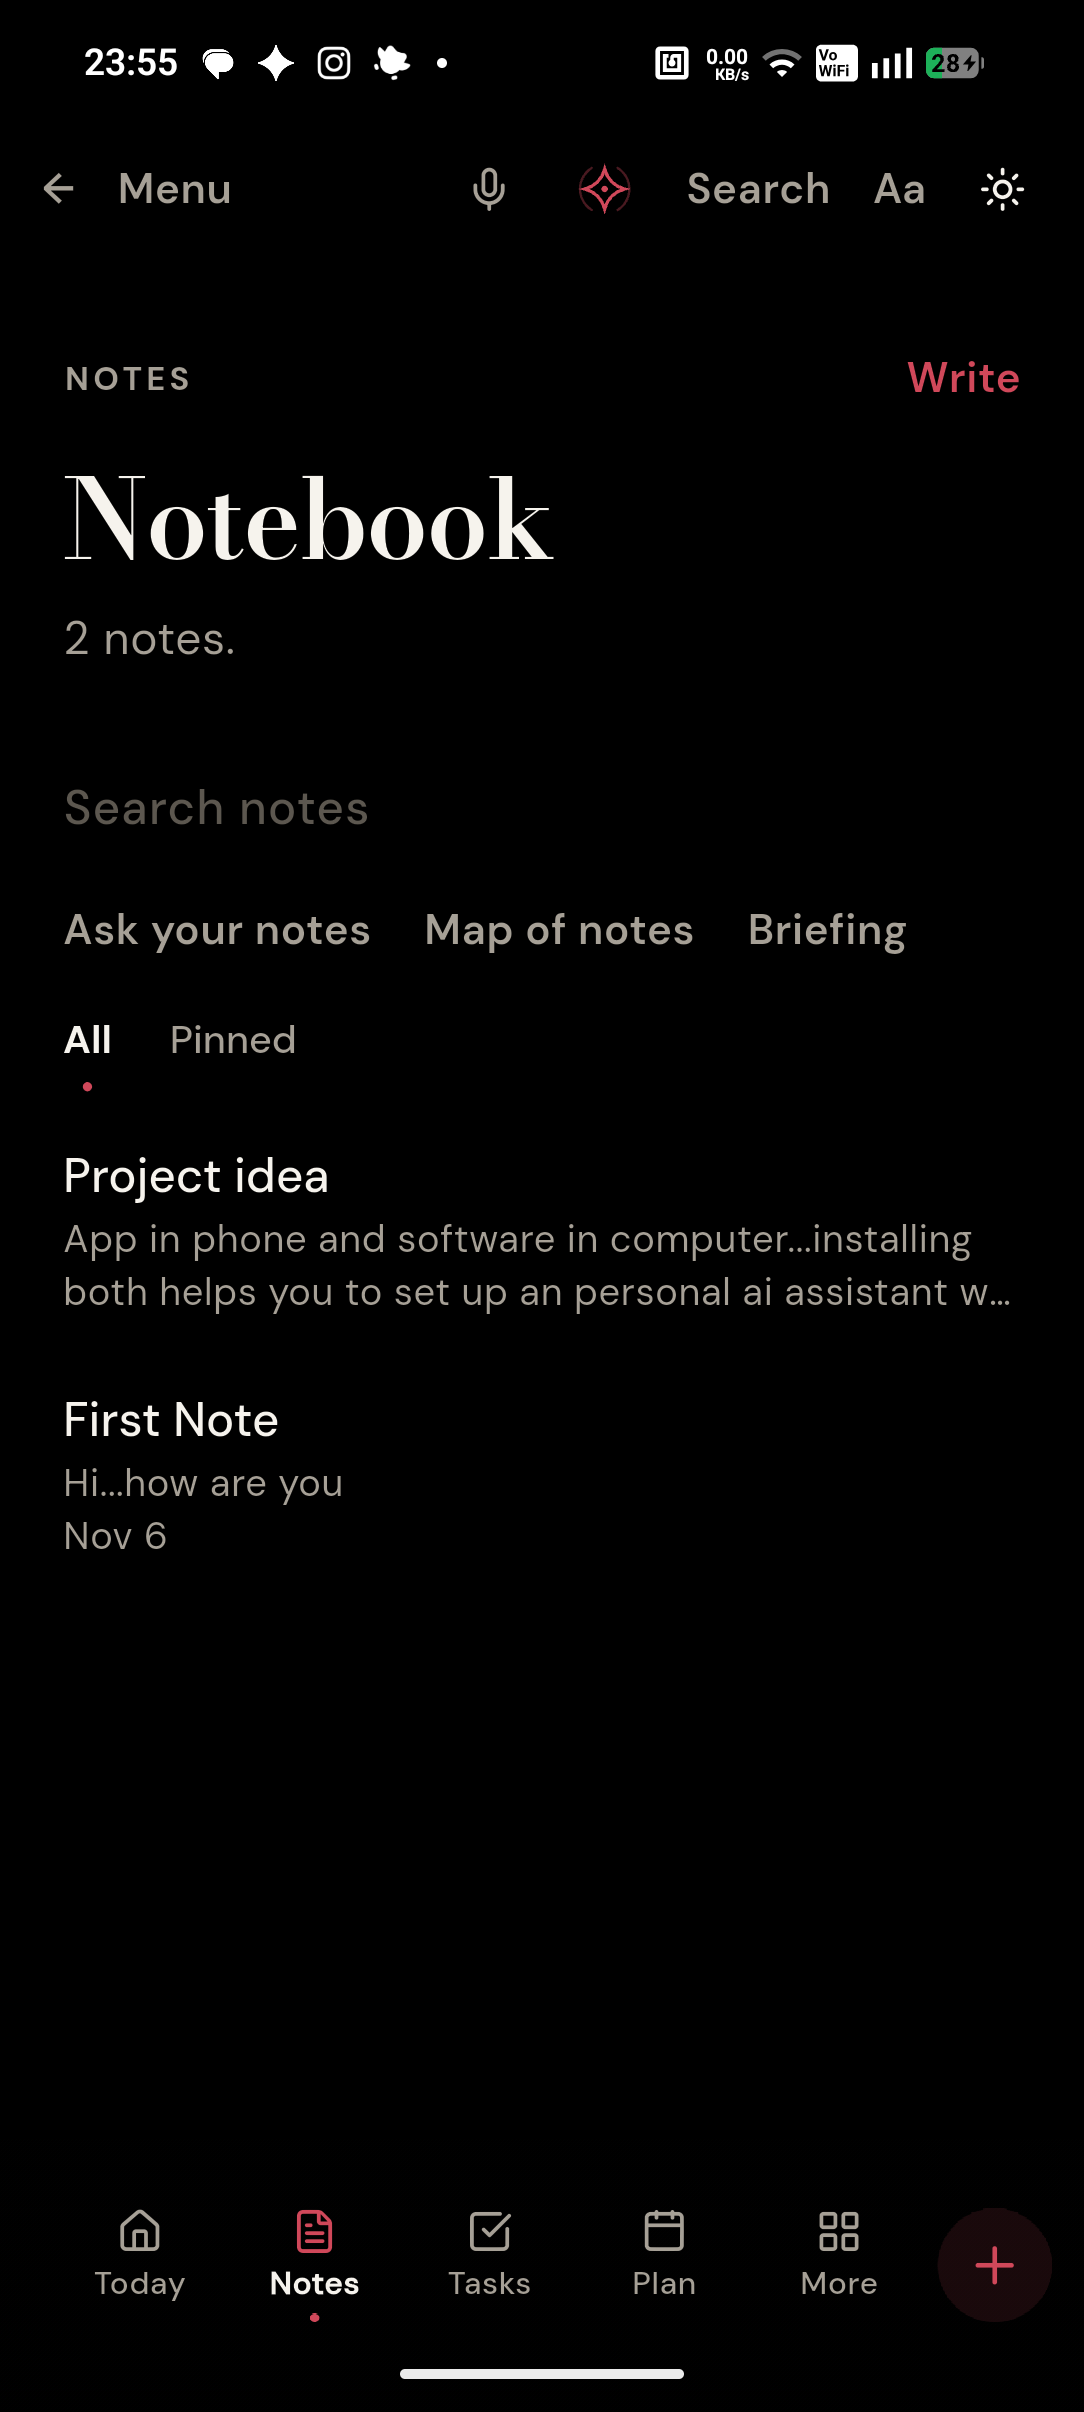 23:55
0.00
KB/s
Vo
WiFi
28
Menu
Search
Aa
NOTES
Write
Notebook
2 notes.
Search notes
Ask your notes
Map of notes
Briefing
All
Pinned
Project idea
App in phone and software in computer...installing
both helps you to set up an personal ai assistant w...
First Note
Hi...how are you
Nov 6
Today
Notes
Tasks
Plan
More